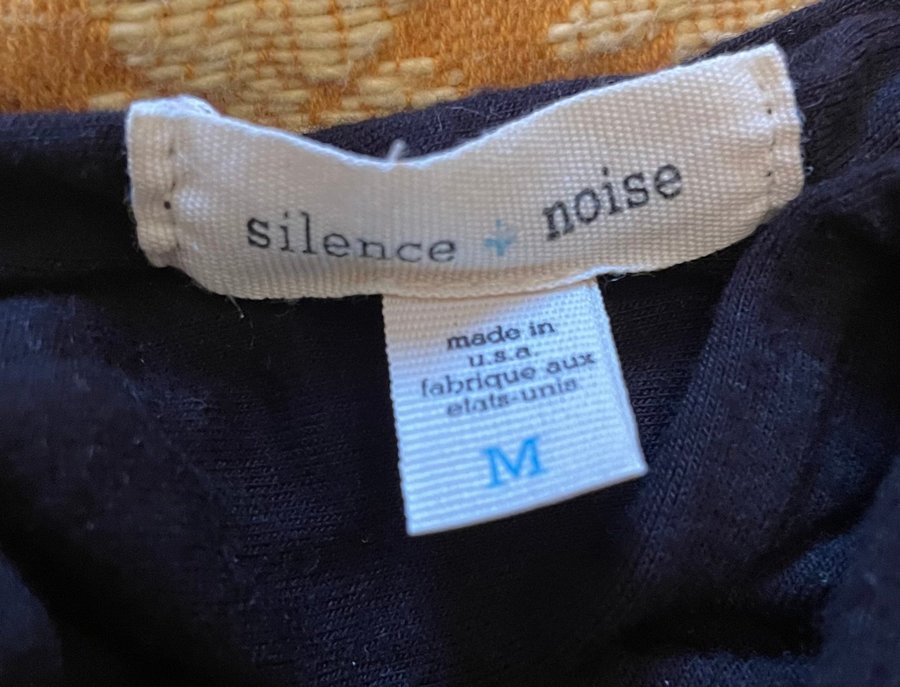 silence + noise
made in
u.s.a.
fabrique aux
etats-unis
M